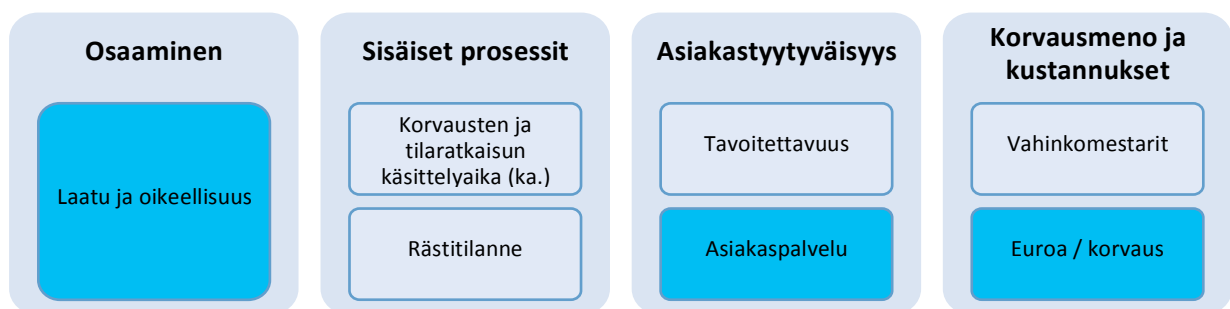 Osaaminen
Laatu ja oikeellisuus
Sisäiset prosessit
Korvausten ja
tilaratkaisun
käsittelyaika (ka.)
Rästitilanne
Asiakastyytyväisyys
Tavoitettavuus
Asiakaspalvelu
Korvausmeno ja
kustannukset
Vahinkomestarit
Euroa / korvaus